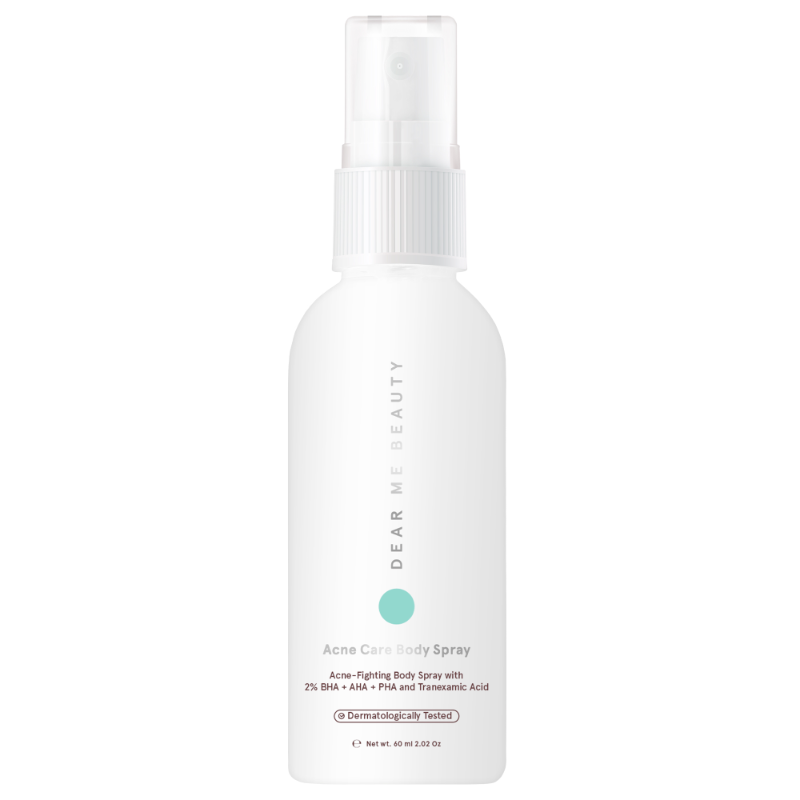 DEAR ME BEAUTY
Acne Care Body Spray
Acne-Fighting Body Spray with
2% BHA + AHA + PHA and Tranexamic Acid
Dermatologically Tested
℮ Net wt. 60 ml 2.02 Oz